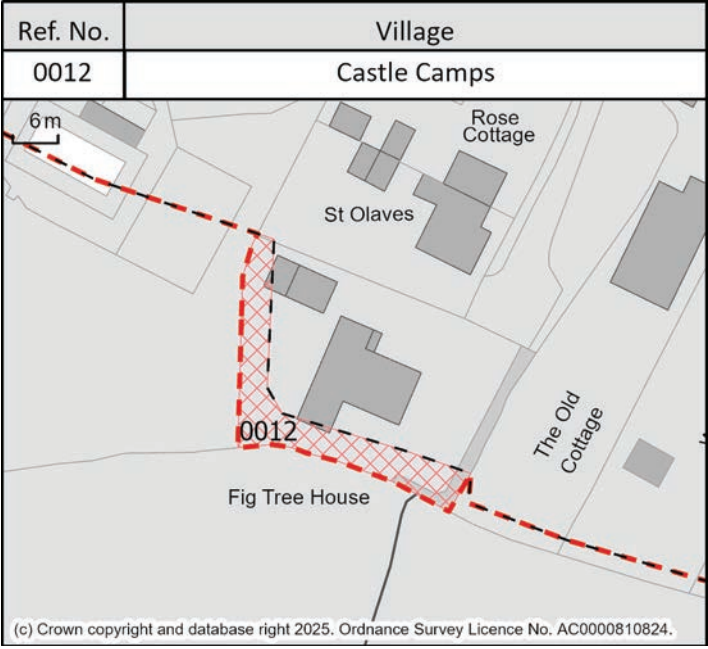 Ref. No. Village
0012 Castle Camps
6m
Rose
Cottage
St Olaves
The Old
Cottage
0012
Fig Tree House
(c) Crown copyright and database right 2025. Ordnance Survey Licence No. AC0000810824.